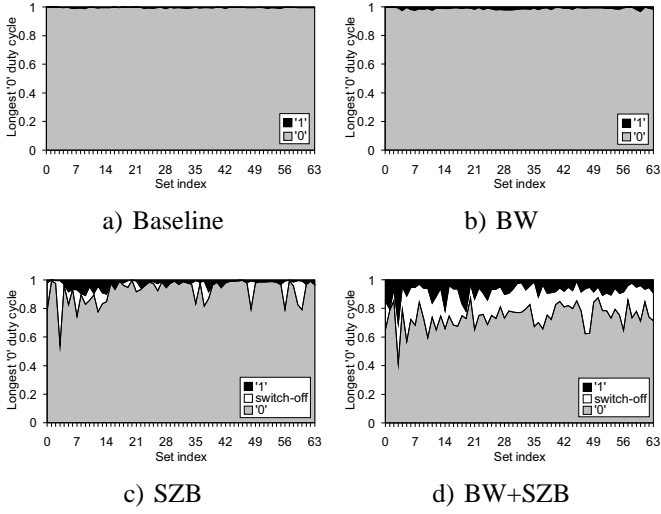 Longest '0' duty cycle
1
0.8
0.6
0.4
0.2
0
'1'
'0'
0 7 14 21 28 35 42 49 56 63
Set index
a) Baseline
Longest '0' duty cycle
1
0.8
0.6
0.4
0.2
0
'1'
'0'
0 7 14 21 28 35 42 49 56 63
Set index
b) BW
Longest '0' duty cycle
1
0.8
0.6
0.4
0.2
0
'1'
switch-off
'0'
0 7 14 21 28 35 42 49 56 63
Set index
c) SZB
Longest '0' duty cycle
1
0.8
0.6
0.4
0.2
0
'1'
switch-off
'0'
0 7 14 21 28 35 42 49 56 63
Set index
d) BW+SZB